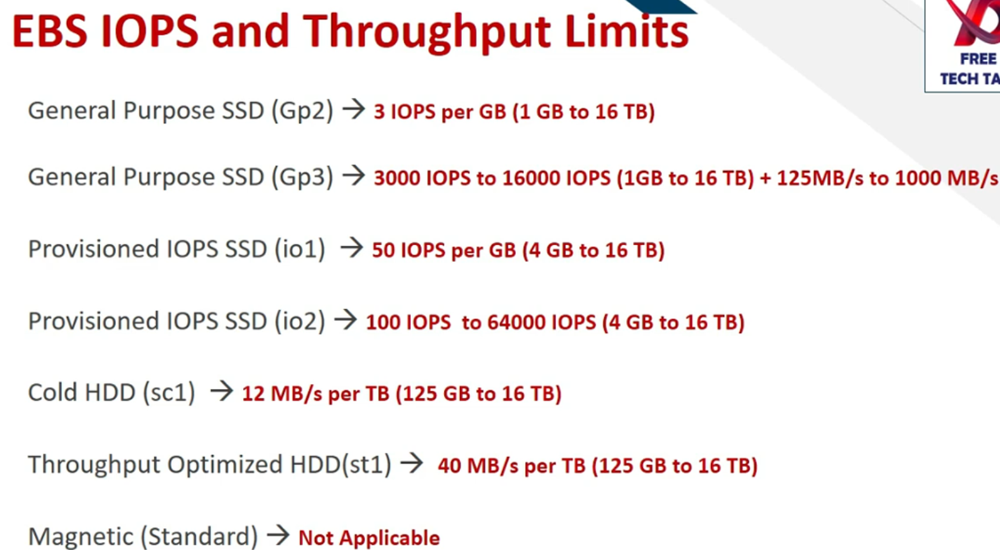 EBS IOPS and Throughput Limits
FREE
TECH TA
General Purpose SSD (Gp2) → 3 IOPS per GB (1 GB to 16 TB)
General Purpose SSD (Gp3) → 3000 IOPS to 16000 IOPS (1GB to 16 TB) + 125MB/s to 1000 MB/s
Provisioned IOPS SSD (io1) → 50 IOPS per GB (4 GB to 16 TB)
Provisioned IOPS SSD (io2) → 100 IOPS to 64000 IOPS (4 GB to 16 TB)
Cold HDD (sc1) → 12 MB/s per TB (125 GB to 16 TB)
Throughput Optimized HDD(st1) → 40 MB/s per TB (125 GB to 16 TB)
Magnetic (Standard) → Not Applicable